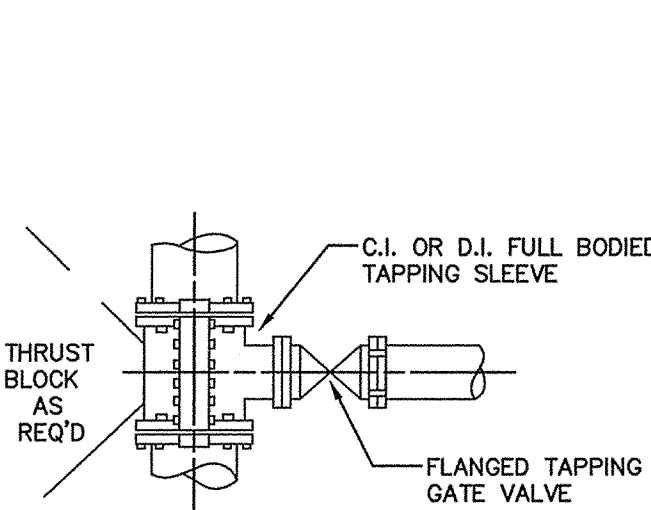 C.I. OR D.I. FULL BODIED
TAPPING SLEEVE
THRUST
BLOCK
AS
REQ'D
FLANGED TAPPING
GATE VALVE